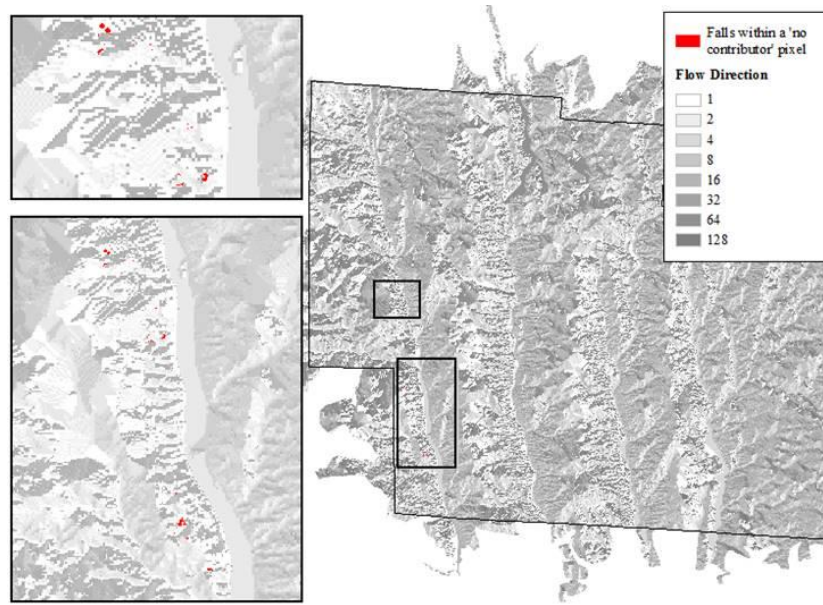 Falls within a 'no
contributor' pixel
Flow Direction
1
2
4
8
16
32
64
128